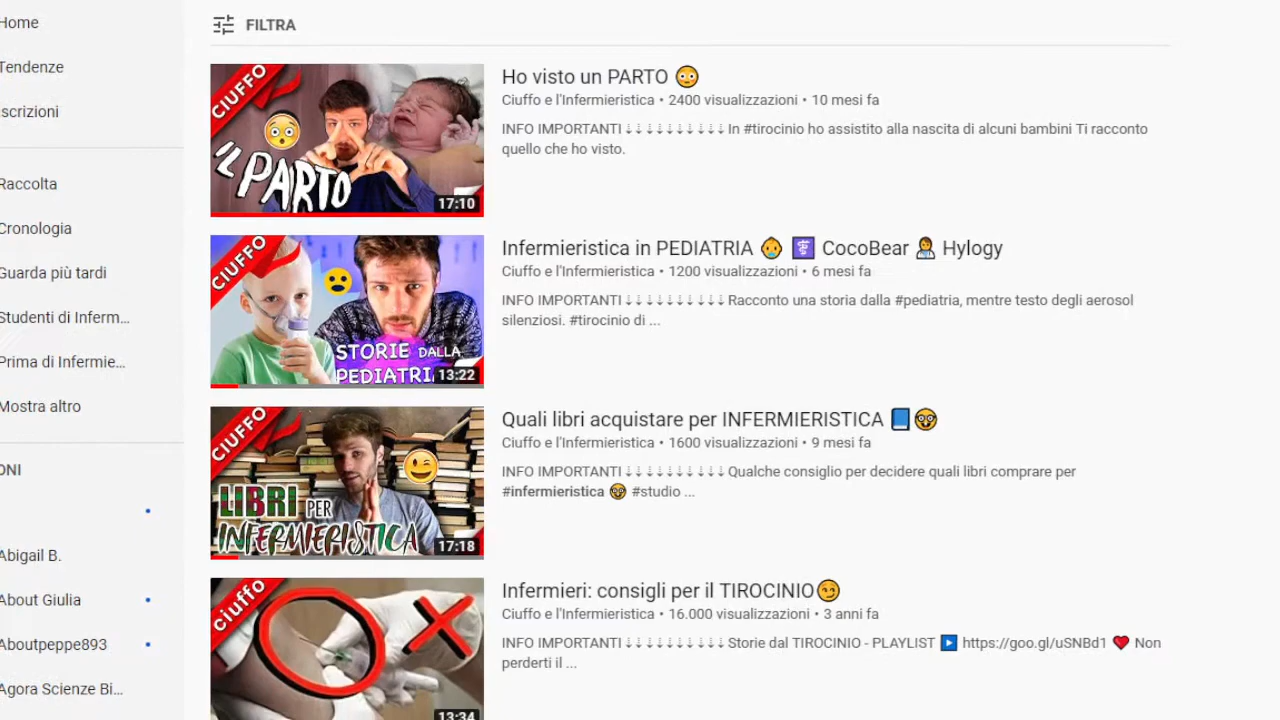 Home
Tendenze
scrizioni
Raccolta
Cronologia
Guarda più tardi
Studenti di Inferm...
Prima di Infermie...
Mostra altro
ONI
Abigail B.
About Giulia
Aboutpeppe893
Agora Scienze Bi...
FILTRA
CIUFFO
IL PARTO
17:10
Ho visto un PARTO 😳
Ciuffo e l'Infermieristica • 2400 visualizzazioni • 10 mesi fa
INFO IMPORTANTI ↓↓↓↓↓↓↓↓↓↓ In #tirocinio ho assistito alla nascita di alcuni bambini Ti racconto
quello che ho visto.
CIUFFO
STORIE DALLA
PEDIATRI
13:22
Infermieristica in PEDIATRIA 👶 ⚕️ CocoBear 👨‍⚕️ Hylogy
Ciuffo e l'Infermieristica • 1200 visualizzazioni • 6 mesi fa
INFO IMPORTANTI ↓↓↓↓↓↓↓↓↓↓ Racconto una storia dalla #pediatria, mentre testo degli aerosol
silenziosi. #tirocinio di ...
CIUFFO
LIBRI PER
INFERMIERISTICA
17:18
Quali libri acquistare per INFERMIERISTICA 📘🤓
Ciuffo e l'Infermieristica • 1600 visualizzazioni • 9 mesi fa
INFO IMPORTANTI ↓↓↓↓↓↓↓↓↓↓ Qualche consiglio per decidere quali libri comprare per
#infermieristica 🤓 #studio ...
ciuffo
13:34
Infermieri: consigli per il TIROCINIO😏
Ciuffo e l'Infermieristica • 16.000 visualizzazioni • 3 anni fa
INFO IMPORTANTI ↓↓↓↓↓↓↓↓↓↓ Storie dal TIROCINIO - PLAYLIST ▶️ https://goo.gl/uSNBd1 ❤️ Non
perderti il ...